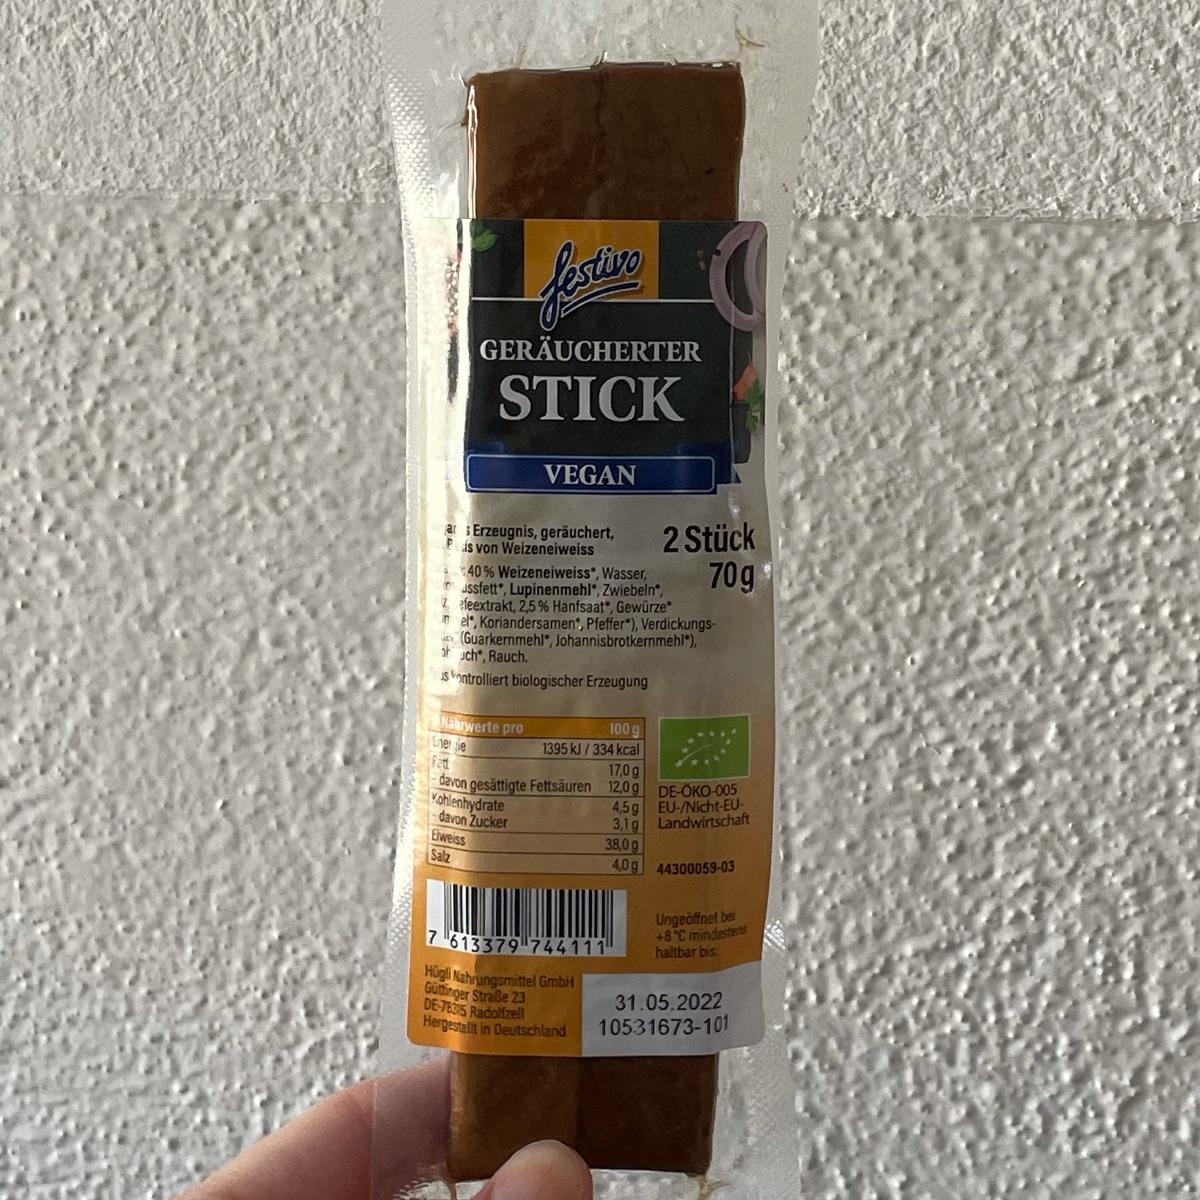 festivo
GERÄUCHERTER
STICK
VEGAN
Erzeugnis, geräuchert,
von Weizeneiweiss
2 Stück
70 g
40 % Weizeneiweiss*, Wasser,
Lupinenmehl*, Zwiebeln*,
2,5 % Hanfsaat*, Gewürze*
Koriandersamen*, Pfeffer*), Verdickungs-
(Guarkernmehl*, Johannisbrotkernmehl*),
Rauch.
kontrolliert biologischer Erzeugung
Nährwerte pro 100 g
Energie 1395 kJ / 334 kcal
Fett 17,0 g
- davon gesättigte Fettsäuren 12,0 g
Kohlenhydrate 4,5 g
- davon Zucker 3,1 g
Eiweiss 38,0 g
Salz 4,0 g
DE-ÖKO-005
EU-/Nicht-EU-
Landwirtschaft
44300059-03
7 613379 744111
Ungeöffnet bei
+8 °C mindestens
haltbar bis:
Hügli Nahrungsmittel GmbH
Güttinger Straße 23
DE-78315 Radolfzell
Hergestellt in Deutschland
31.05.2022
10531673-101